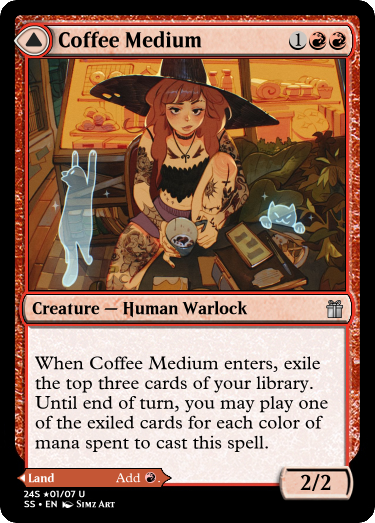 Coffee Medium 1
Creature — Human Warlock
When Coffee Medium enters, exile
the top three cards of your library.
Until end of turn, you may play one
of the exiled cards for each color of
mana spent to cast this spell.
Land Add
2/2
24S ★01/07 U
SS • EN Simz Art